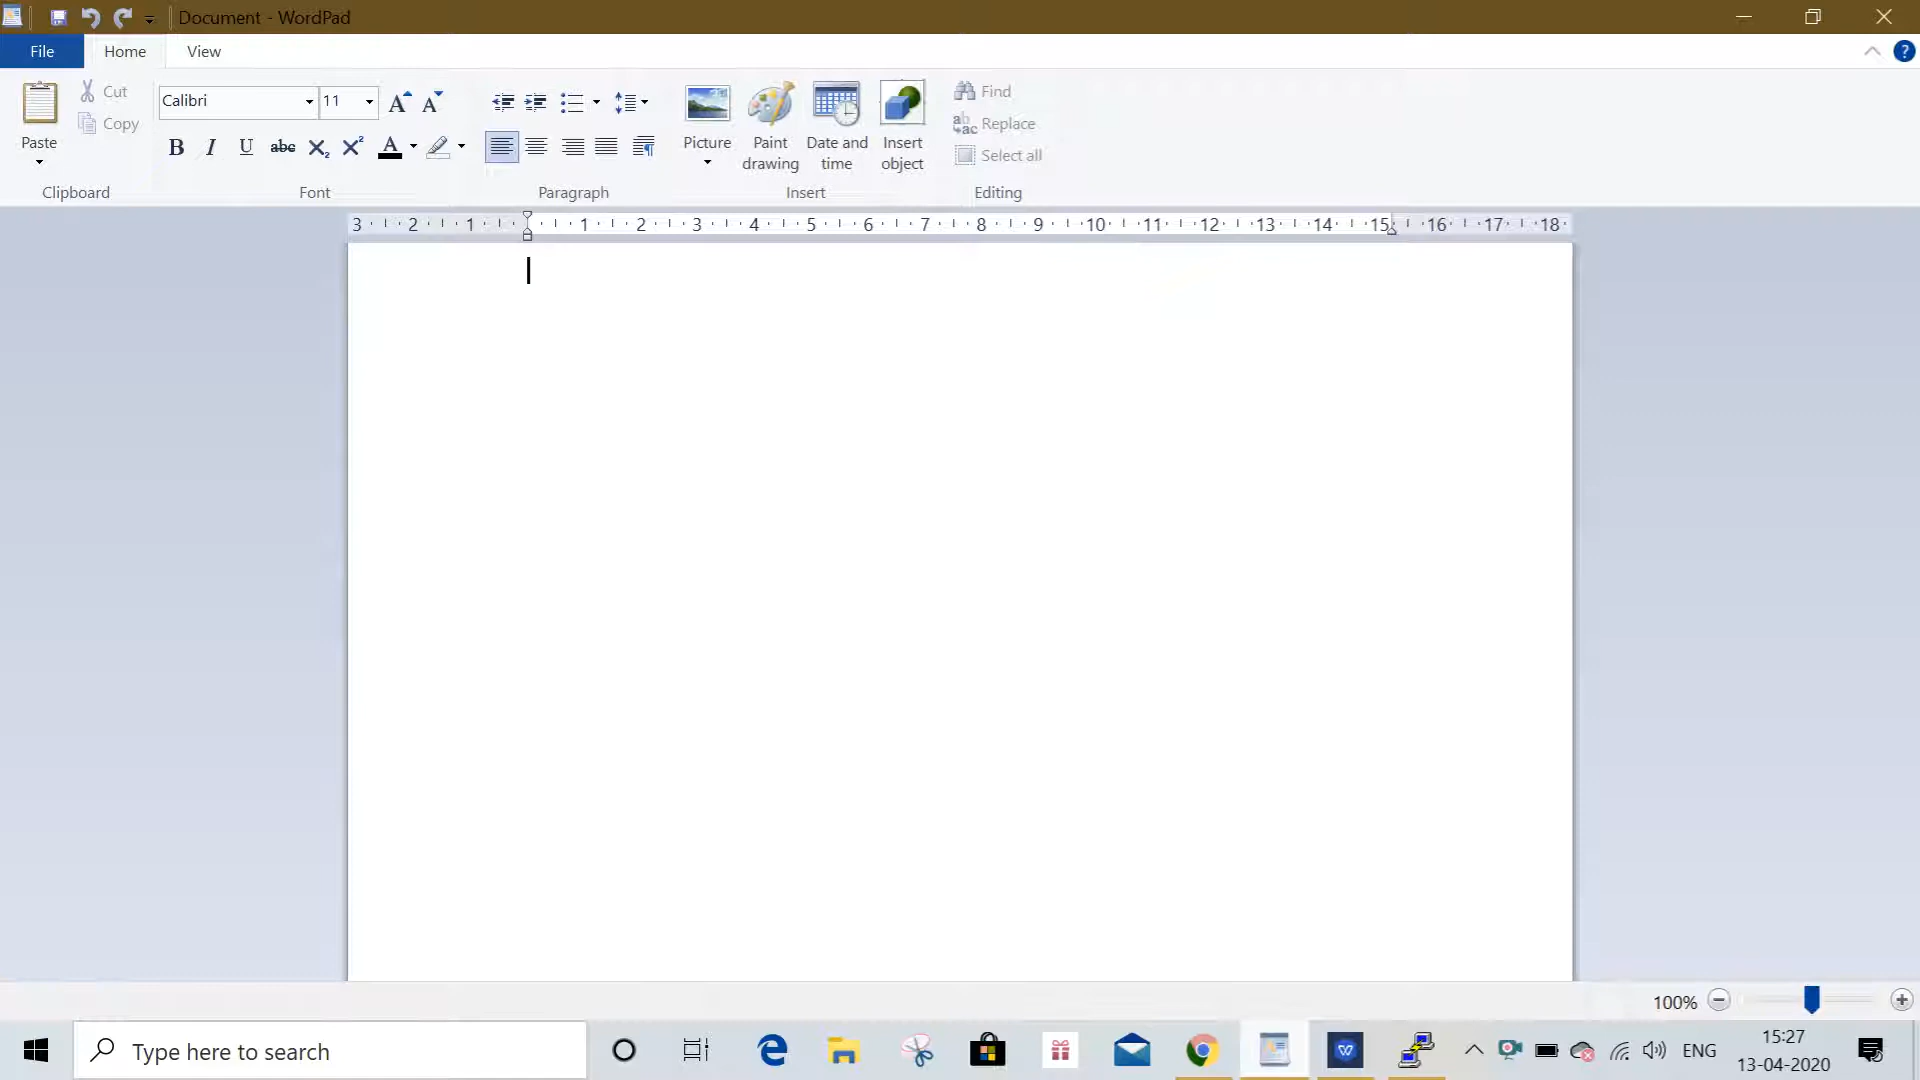 Document - WordPad
File Home View
Cut
Copy
Paste
Clipboard
Calibri 11
B I U abc X₂ X² A
Font
Paragraph
Picture
Paint drawing
Date and time
Insert object
Insert
Find
Replace
Select all
Editing
3 2 1 1 2 3 4 5 6 7 8 9 10 11 12 13 14 15 16 17 18
100%
Type here to search
ENG
15:27
13-04-2020